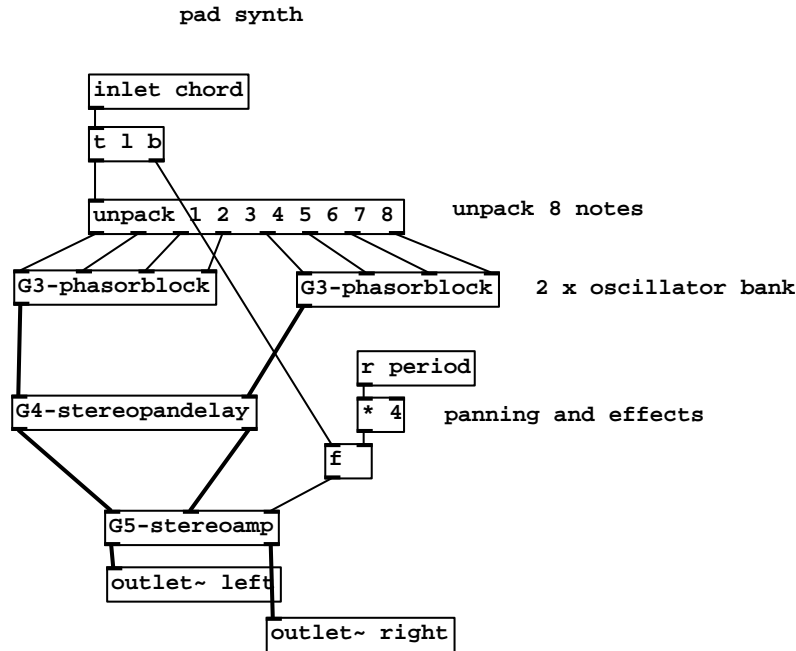 pad synth
inlet chord
t l b
unpack 1 2 3 4 5 6 7 8
unpack 8 notes
G3-phasorblock
G3-phasorblock
2 x oscillator bank
r period
G4-stereopandelay
* 4
panning and effects
f
G5-stereoamp
outlet~ left
outlet~ right